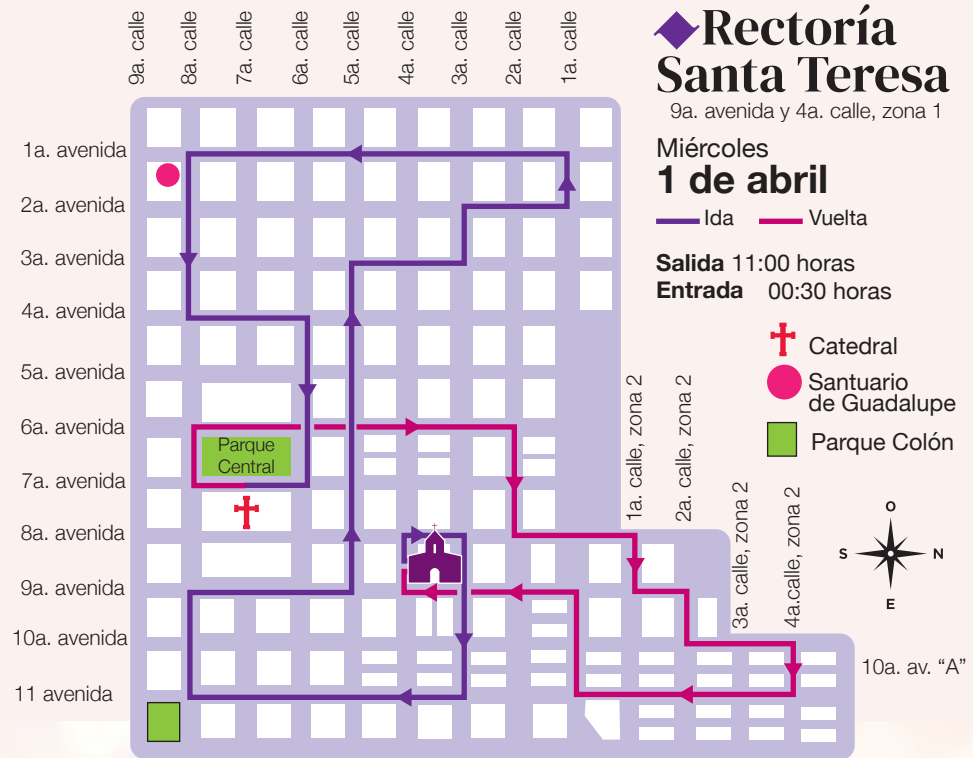 9a. calle
8a. calle
7a. calle
6a. calle
5a. calle
4a. calle
3a. calle
2a. calle
1a. calle
Rectoría
Santa Teresa
9a. avenida y 4a. calle, zona 1
Miércoles
1 de abril
Ida
Vuelta
Salida 11:00 horas
Entrada 00:30 horas
Catedral
Santuario
de Guadalupe
Parque Colón
1a. avenida
2a. avenida
3a. avenida
4a. avenida
5a. avenida
6a. avenida
7a. avenida
8a. avenida
9a. avenida
10a. avenida
11 avenida
Parque
Central
1a. calle, zona 2
2a. calle, zona 2
3a. calle, zona 2
4a.calle, zona 2
O
S
N
E
10a. av. “A”